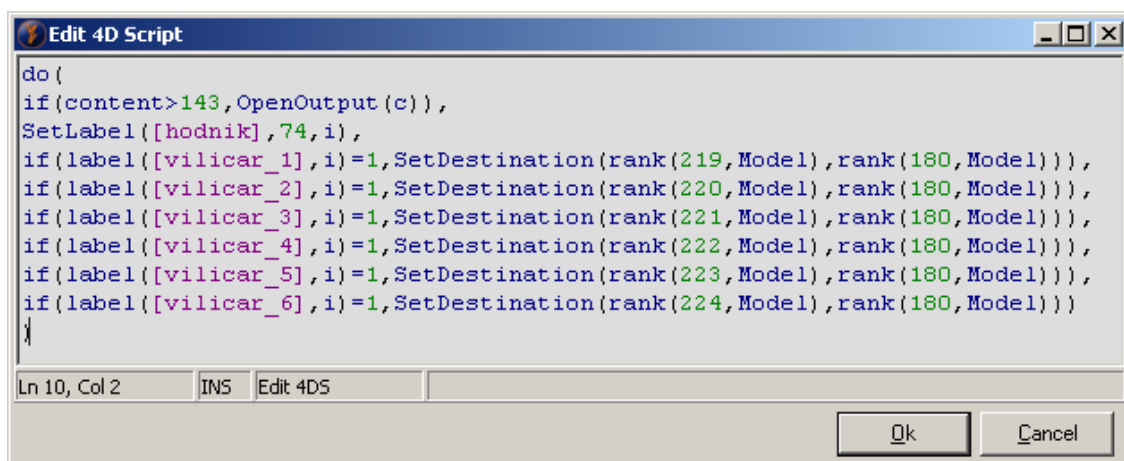 Edit 4D Script
do(
if(content>143,OpenOutput(c)),
SetLabel([hodnik],74,i),
if(label([vilicar_1],i)=1,SetDestination(rank(219,Model),rank(180,Model))),
if(label([vilicar_2],i)=1,SetDestination(rank(220,Model),rank(180,Model))),
if(label([vilicar_3],i)=1,SetDestination(rank(221,Model),rank(180,Model))),
if(label([vilicar_4],i)=1,SetDestination(rank(222,Model),rank(180,Model))),
if(label([vilicar_5],i)=1,SetDestination(rank(223,Model),rank(180,Model))),
if(label([vilicar_6],i)=1,SetDestination(rank(224,Model),rank(180,Model)))
)
Ln 10, Col 2 INS Edit 4DS
Ok Cancel